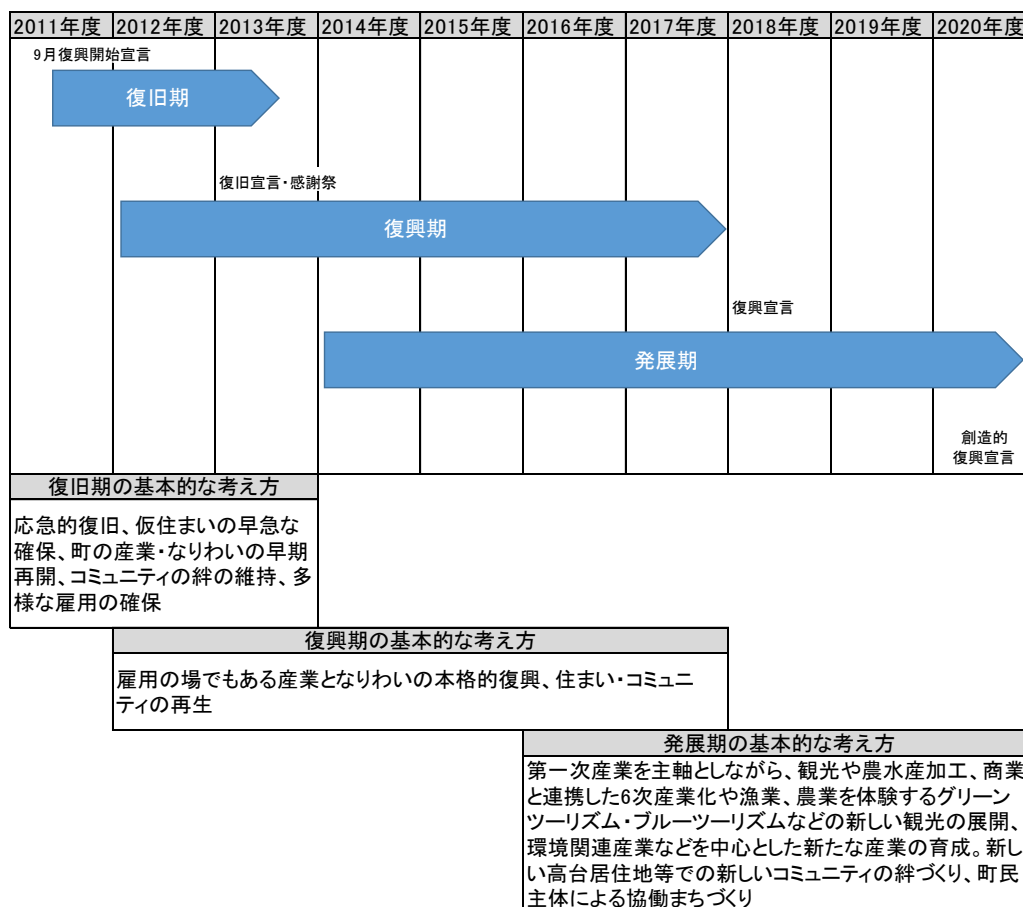 2011年度 2012年度 2013年度 2014年度 2015年度 2016年度 2017年度 2018年度 2019年度 2020年度
9月復興開始宣言
復旧期
復旧宣言・感謝祭
復興期
復興宣言
発展期
創造的
復興宣言
復旧期の基本的な考え方
応急的復旧、仮住まいの早急な
確保、町の産業・なりわいの早期
再開、コミュニティの絆の維持、多
様な雇用の確保
復興期の基本的な考え方
雇用の場でもある産業となりわいの本格的復興、住まい・コミュニ
ティの再生
発展期の基本的な考え方
第一次産業を主軸としながら、観光や農水産加工、商業
と連携した6次産業化や漁業、農業を体験するグリーン
ツーリズム・ブルーツーリズムなどの新しい観光の展開、
環境関連産業などを中心とした新たな産業の育成。新し
い高台居住地等での新しいコミュニティの絆づくり、町民
主体による協働まちづくり